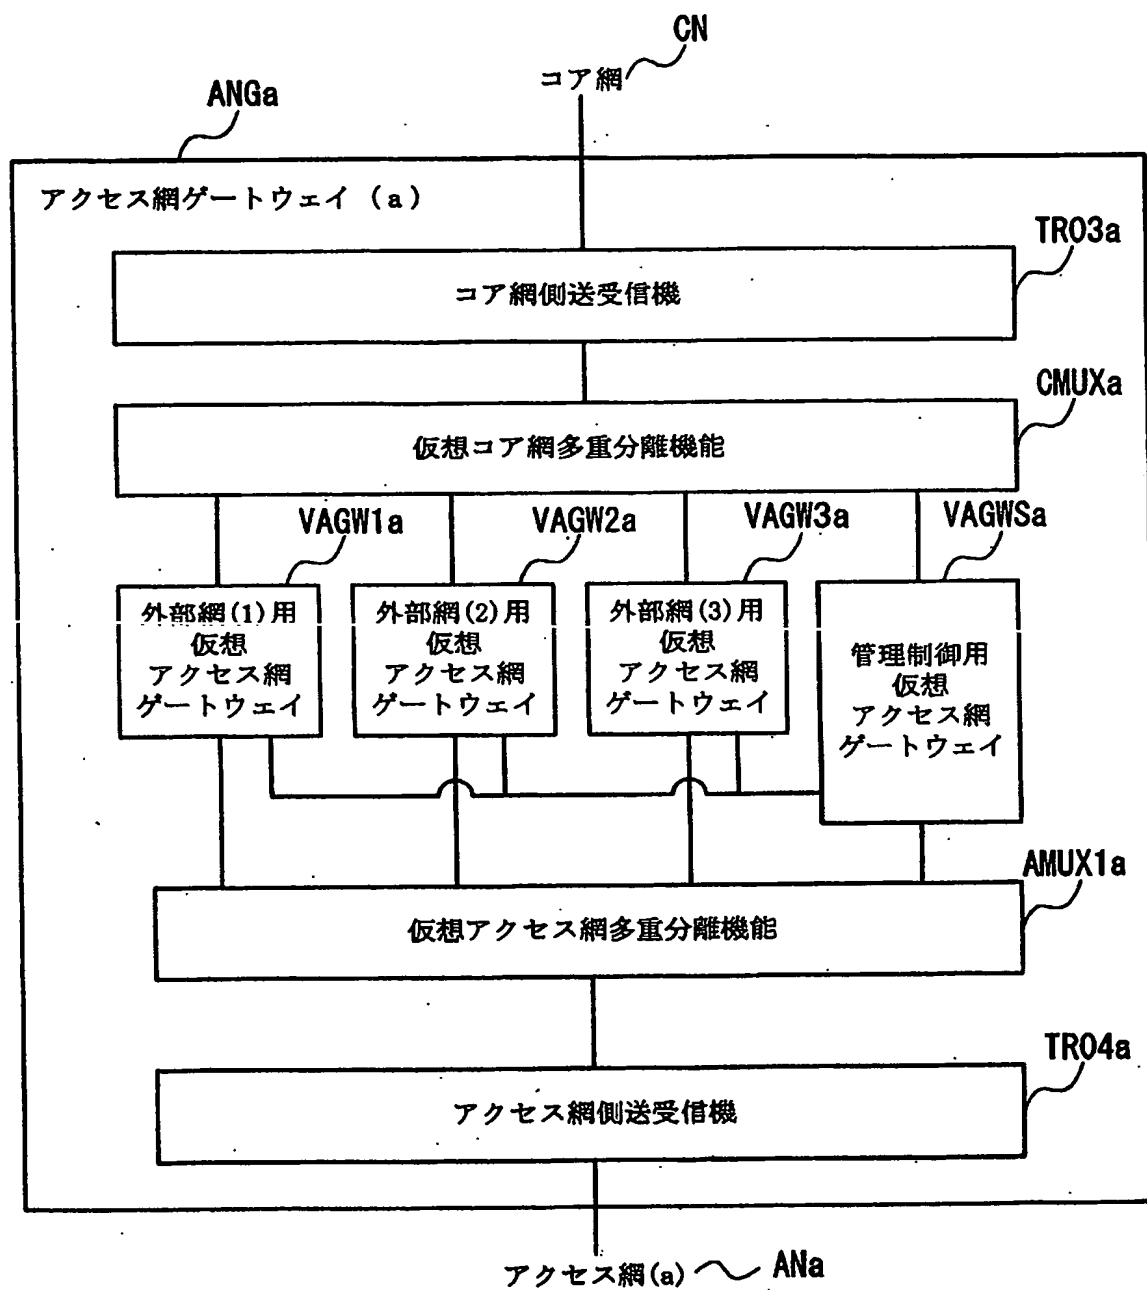 CN
コア網
ANGa
アクセス網ゲートウェイ (a)
TRO3a
コア網側送受信機
CMUXa
仮想コア網多重分離機能
VAGW1a
VAGW2a
VAGW3a
VAGWSa
外部網(1)用
仮想
アクセス網
ゲートウェイ
外部網(2)用
仮想
アクセス網
ゲートウェイ
外部網(3)用
仮想
アクセス網
ゲートウェイ
管理制御用
仮想
アクセス網
ゲートウェイ
AMUX1a
仮想アクセス網多重分離機能
TRO4a
アクセス網側送受信機
アクセス網(a)
ANa